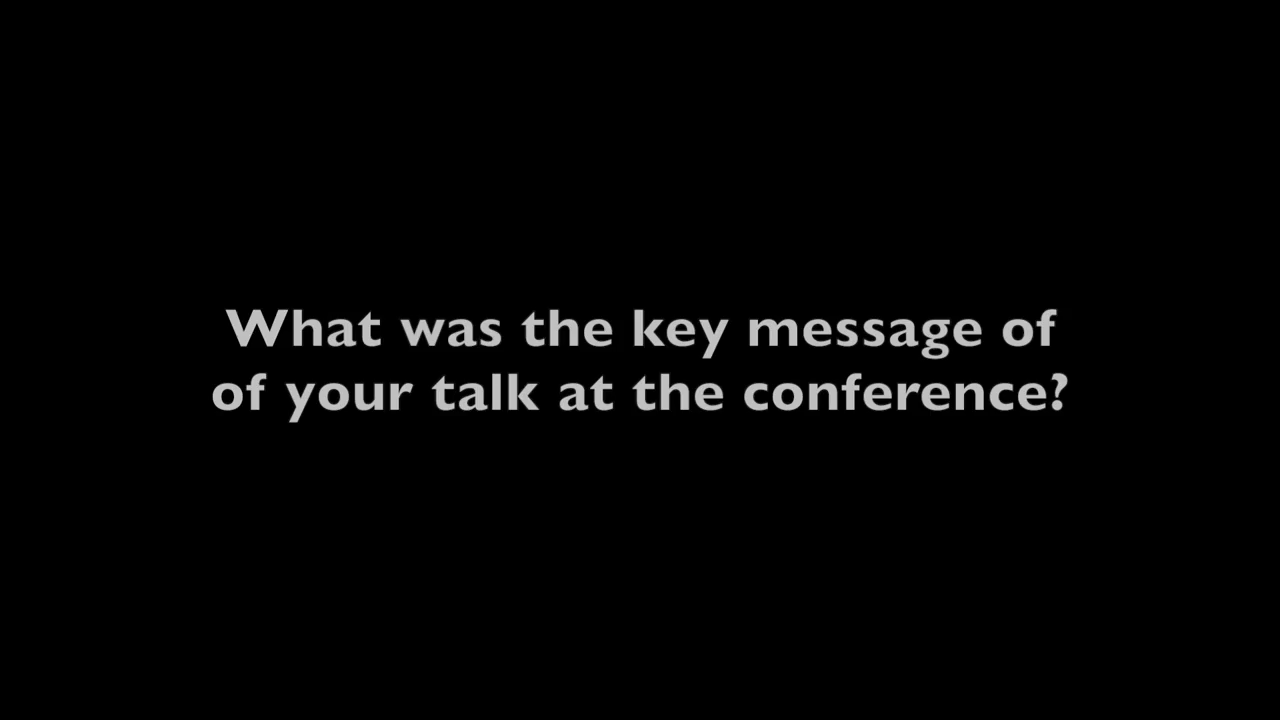 What was the key message of
of your talk at the conference?